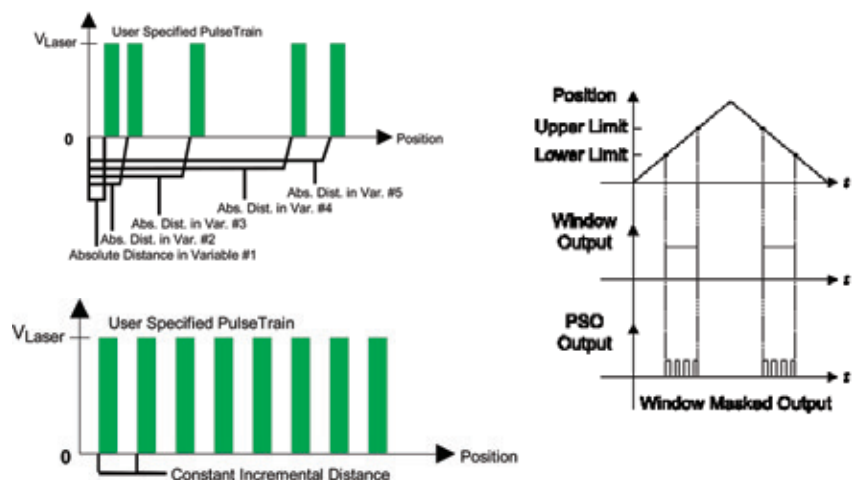 User Specified PulseTrain
VLaser
0
Position
Abs. Dist. in Var. #5
Abs. Dist. in Var. #4
Abs. Dist. in Var. #3
Abs. Dist. in Var. #2
Absolute Distance in Variable #1
User Specified PulseTrain
VLaser
0
Position
Constant Incremental Distance
Position
Upper Limit
Lower Limit
t
Window
Output
t
PSO
Output
t
Window Masked Output